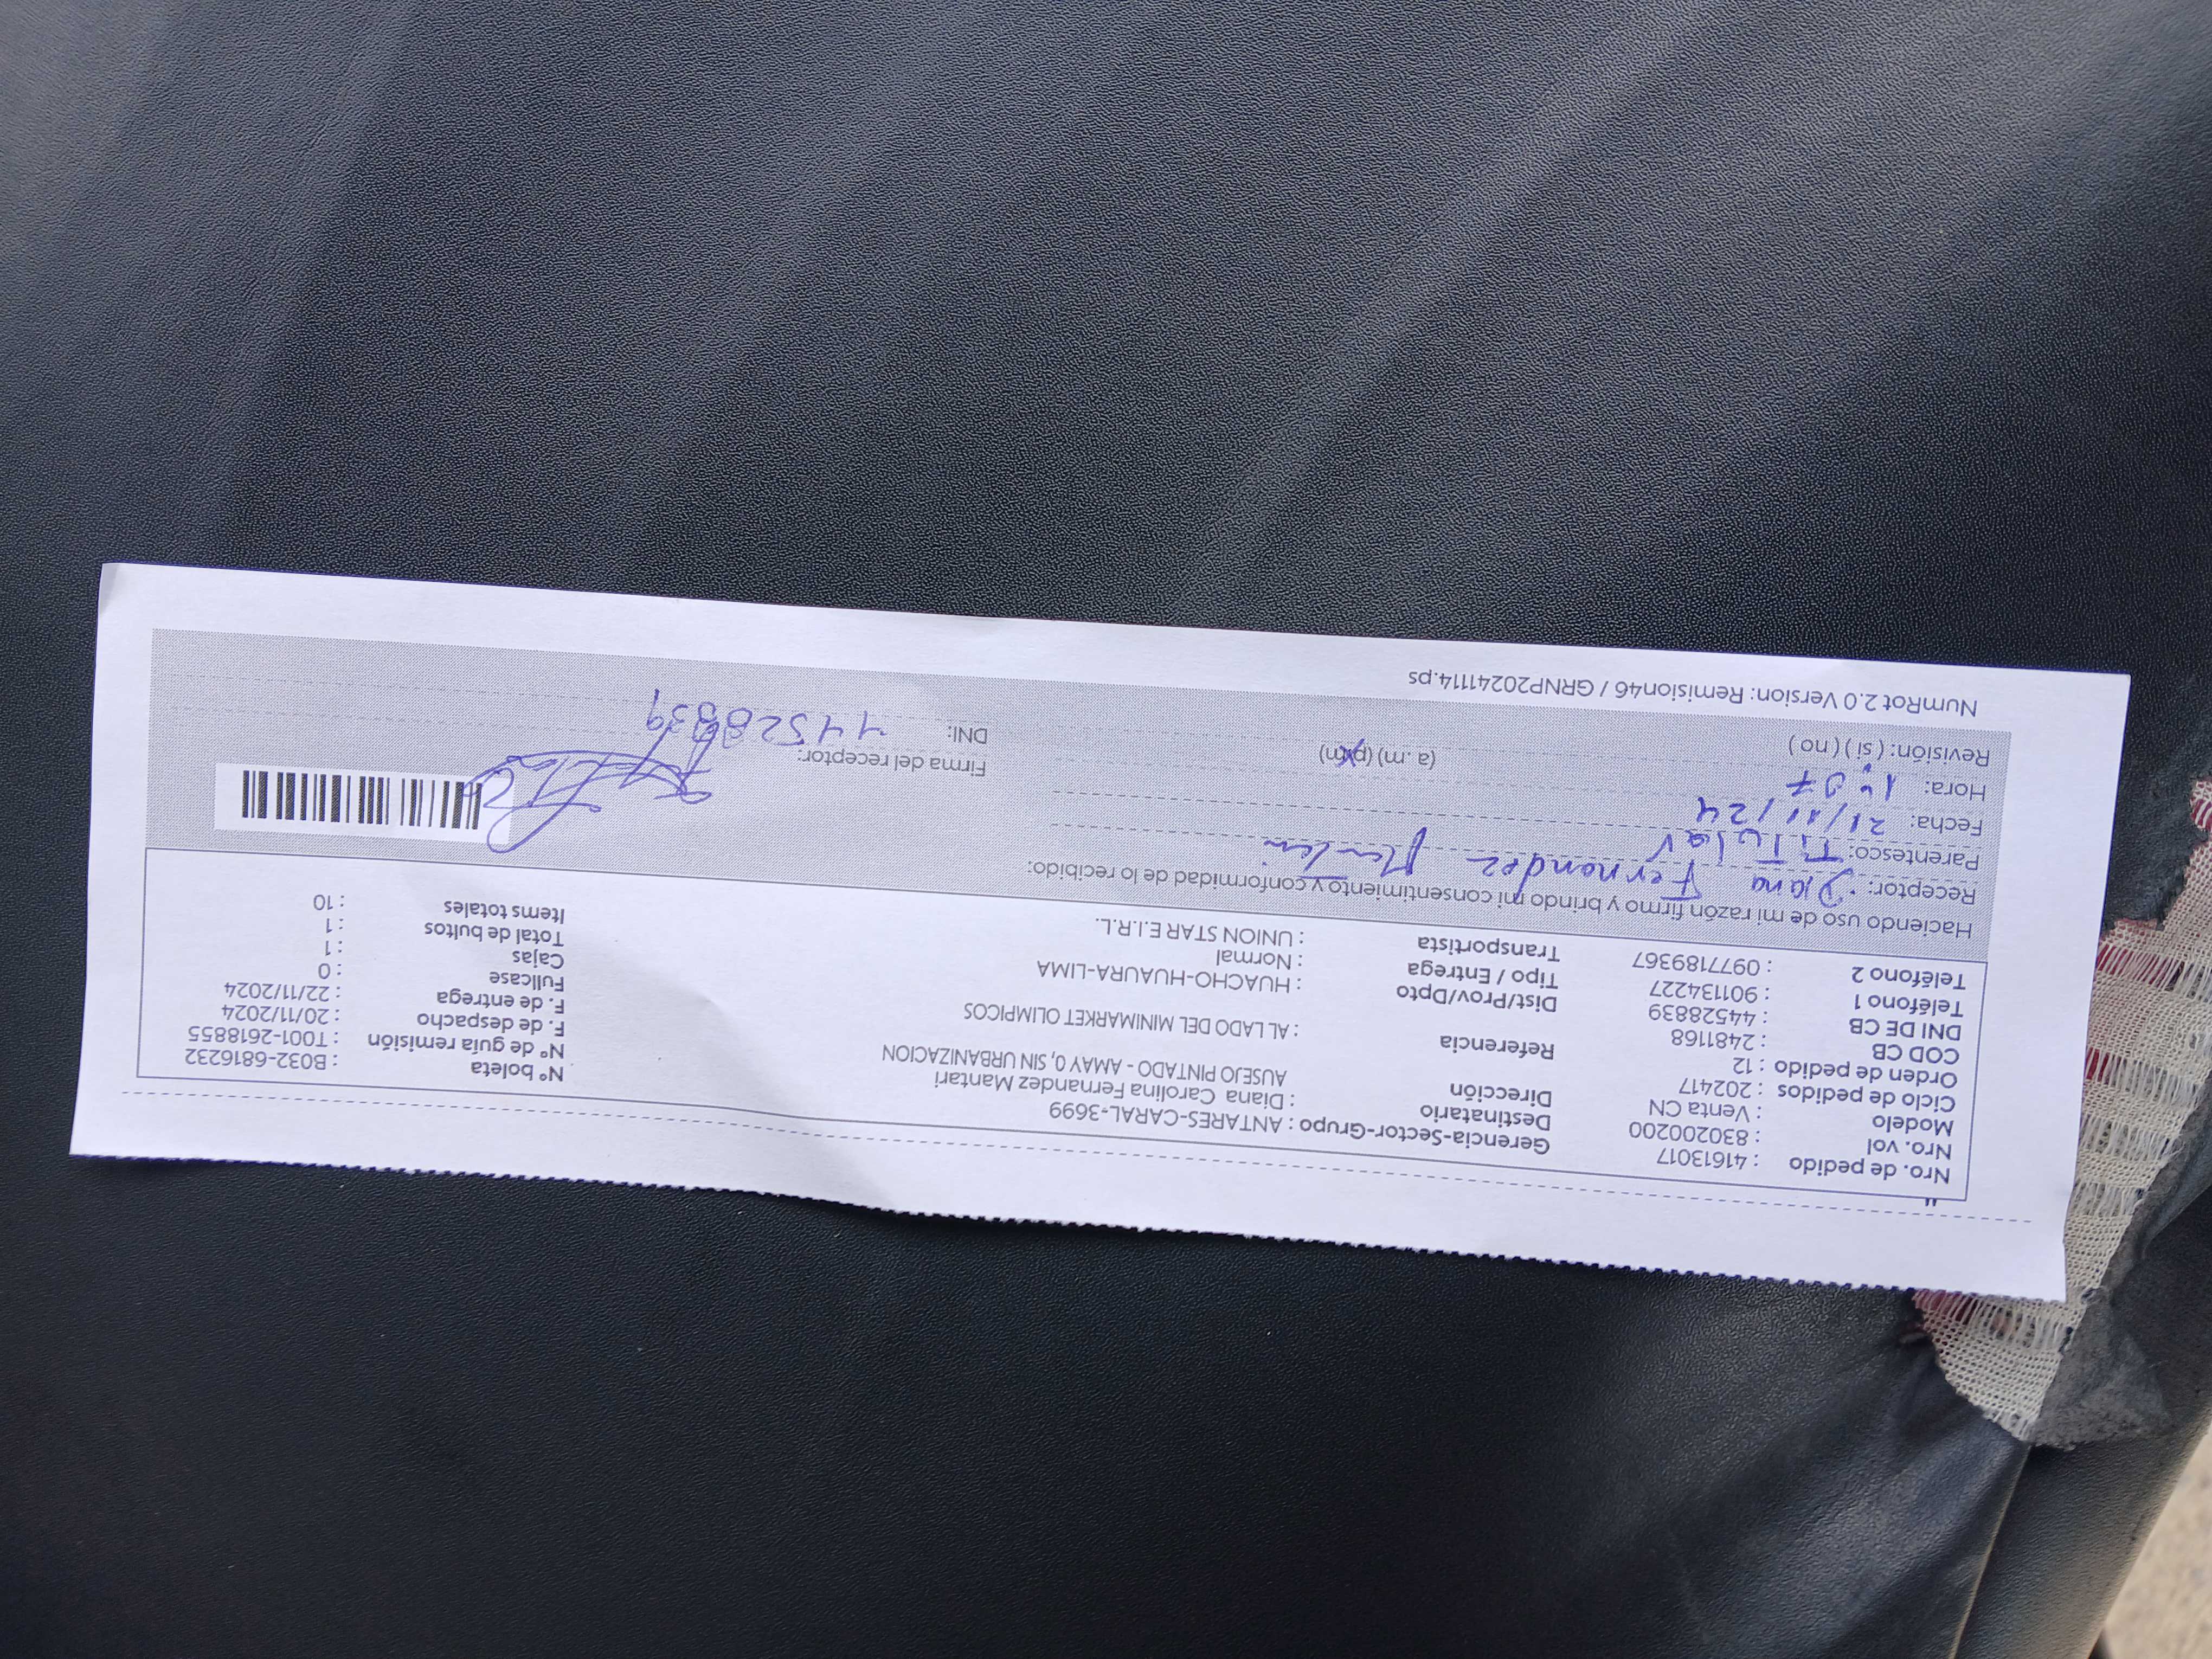 Nro. de pedido : 41613017
Nro. vol : 830200200
Modelo : Venta CN
Ciclo de pedidos : 202417
Orden de pedido : 12
COD CB : 2481168
DNI DE CB : 44528839
Teléfono 1 : 901134227
Teléfono 2 : 0977189367
Gerencia-Sector-Grupo : ANTARES-CARAL-3699
Destinatario : Diana Carolina Fernandez Mantari
Dirección AUSEJO PINTADO - AMAY 0, SIN URBANIZACION
Referencia : AL LADO DEL MINIMARKET OLIMPICOS
Dist/Prov/Dpto : HUACHO-HUAURA-LIMA
Tipo / Entrega : Normal
Transportista : UNION STAR E.I.R.L.
N° boleta : B032-6816232
N° de guía remisión : T001-2618855
F. de despacho : 20/11/2024
F. de entrega : 22/11/2024
Fullcase : 0
Cajas : 1
Total de bultos : 1
Items totales : 10
Haciendo uso de mi razón firmo y brindo mi consentimiento y conformidad de lo recibido:
Receptor: Diana Fernandez
Parentesco: Titular
Fecha: 21/11/24
Hora: (a.m) (p.m)
Revisión: ( si ) ( no )
Firma del receptor:
DNI: 44528839
NumRot 2.0 Version: Remision46 / GRNP20241114.ps